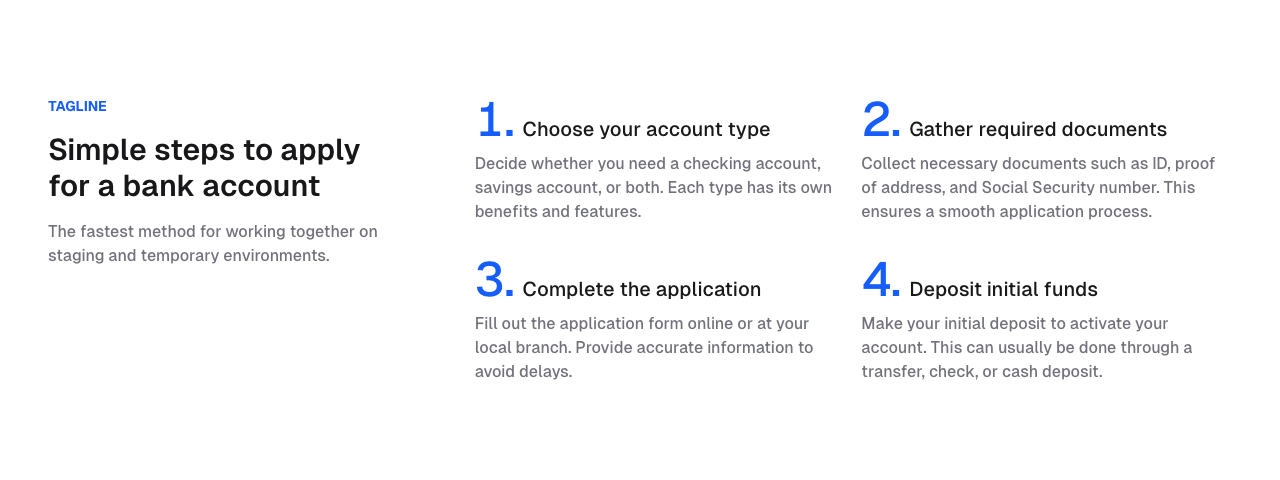 TAGLINE
Simple steps to apply
for a bank account
The fastest method for working together on
staging and temporary environments.
1. Choose your account type
Decide whether you need a checking account,
savings account, or both. Each type has its own
benefits and features.
2. Gather required documents
Collect necessary documents such as ID, proof
of address, and Social Security number. This
ensures a smooth application process.
3. Complete the application
Fill out the application form online or at your
local branch. Provide accurate information to
avoid delays.
4. Deposit initial funds
Make your initial deposit to activate your
account. This can usually be done through a
transfer, check, or cash deposit.